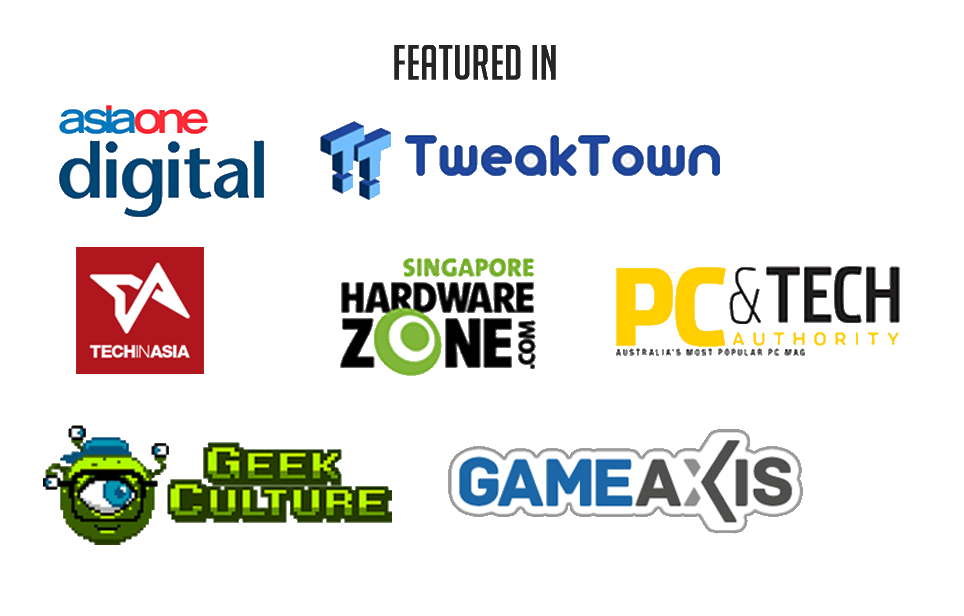 FEATURED IN
asiaone
digital
TWEAKTOWN
TECHINASIA
SINGAPORE
HARDWARE
ZONE.COM
PC&TECH
AUTHORITY
AUSTRALIA'S MOST POPULAR PC MAG
GEEK
CULTURE
GAMEAXIS